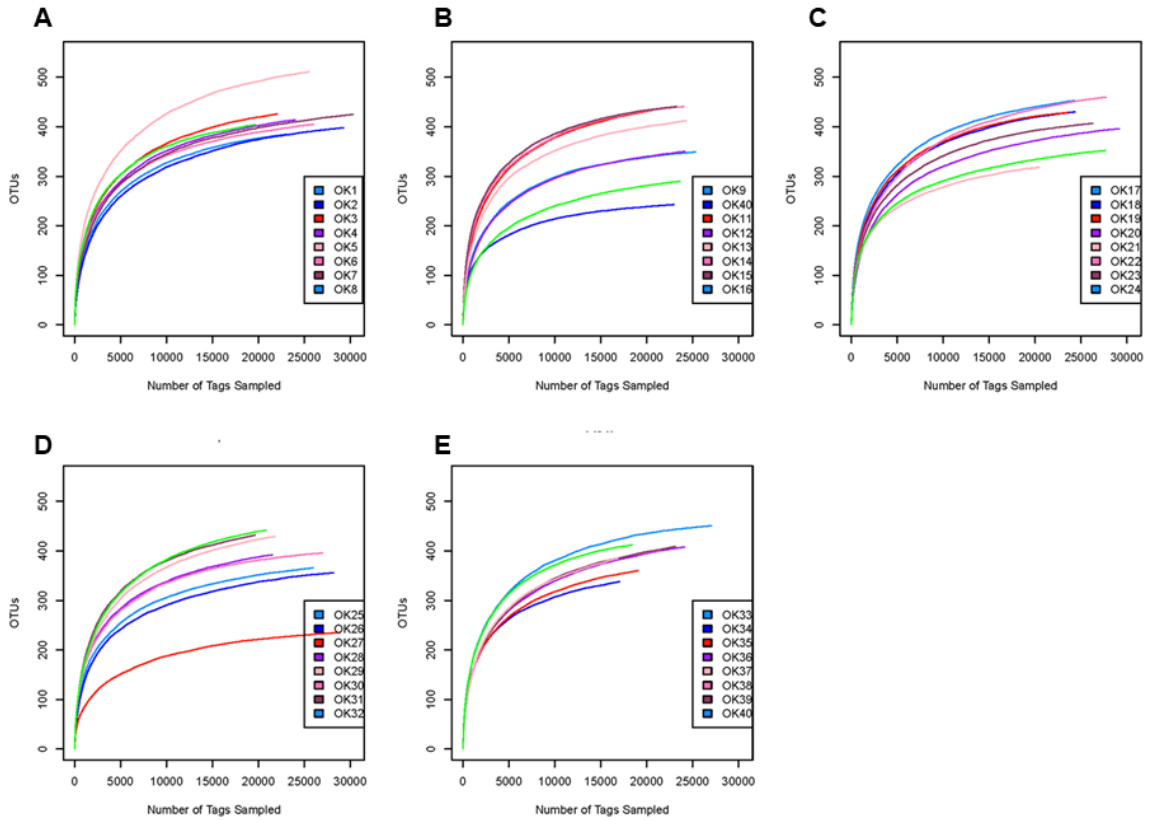 A
OTUs
500
400
300
200
100
0
OK1
OK2
OK3
OK4
OK5
OK6
OK7
OK8
0 5000 10000 15000 20000 25000 30000
Number of Tags Sampled
B
OTUs
500
400
300
200
100
0
OK9
OK40
OK11
OK12
OK13
OK14
OK15
OK16
0 5000 10000 15000 20000 25000 30000
Number of Tags Sampled
C
OTUs
500
400
300
200
100
0
OK17
OK18
OK19
OK20
OK21
OK22
OK23
OK24
0 5000 10000 15000 20000 25000 30000
Number of Tags Sampled
D
OTUs
500
400
300
200
100
0
OK25
OK26
OK27
OK28
OK29
OK30
OK31
OK32
0 5000 10000 15000 20000 25000 30000
Number of Tags Sampled
E
OTUs
500
400
300
200
100
0
OK33
OK34
OK35
OK36
OK37
OK38
OK39
OK40
0 5000 10000 15000 20000 25000 30000
Number of Tags Sampled